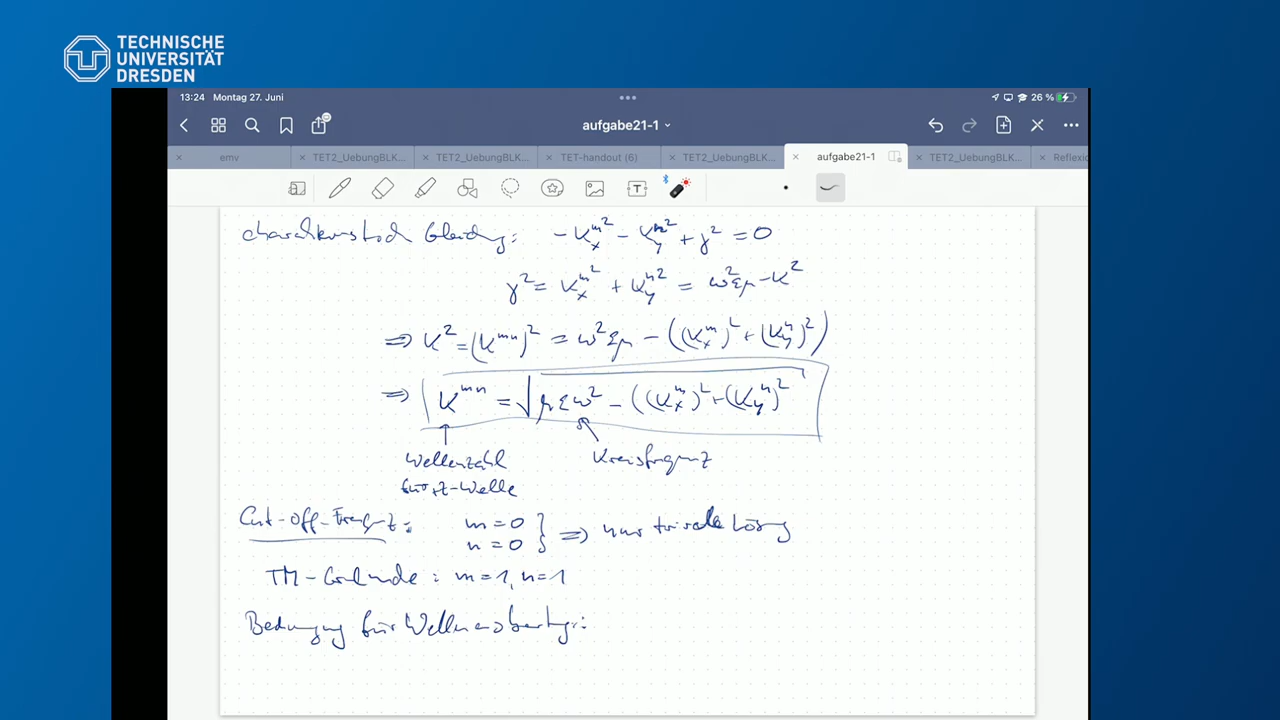 TECHNISCHE
UNIVERSITÄT
DRESDEN
13:24 Montag 27. Juni
26 %
aufgabe21-1
emv
TET2_UebungBLK...
TET2_UebungBLK...
TET-handout (6)
TET2_UebungBLK...
aufgabe21-1
TET2_UebungBLK...
Reflexio
Gleichung: -K_x^m² - K_y^n² + γ² = 0
γ² = K_x^m² + K_y^n² = ω²εμ - K²
⇒ K² = (K^mn)² = ω²εμ - ((K_x^m)² + (K_y^n)²)
⇒ K^mn = √(μεω² - ((K_x^m)² + (K_y^n)²
Wellenzahl Kreisfrequenz
für z-Welle
Cut-Off-Frequenz: m=0
n=0 } ⇒ nur triviale Lösung
TM-Grundmode: m=1, n=1
Bedingung für Wellenausbreitung: